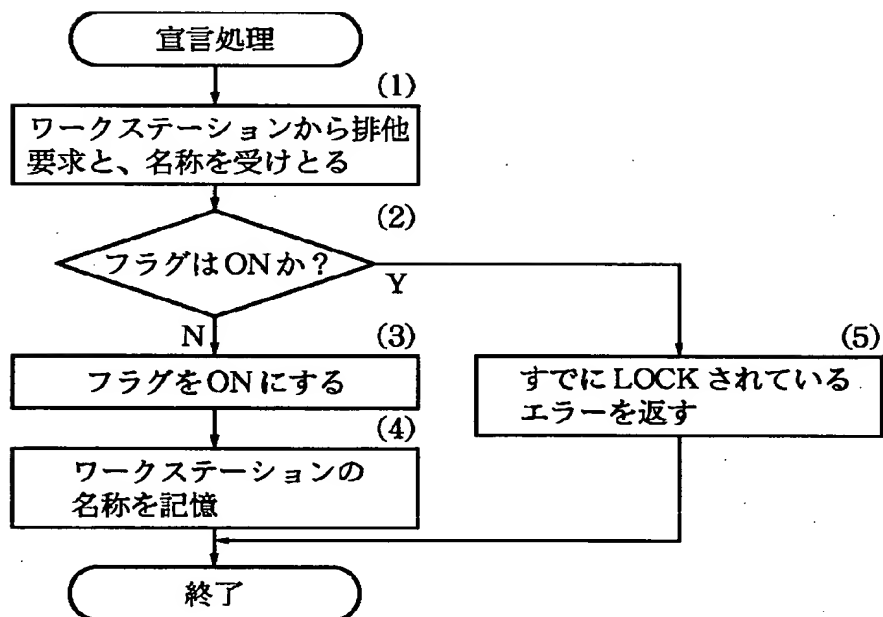 宣言処理
(1)
ワークステーションから排他
要求と、名称を受けとる
(2)
フラグはONか？
Y
N
(3)
フラグをONにする
(4)
ワークステーションの
名称を記憶
(5)
すでに LOCK されている
エラーを返す
終了